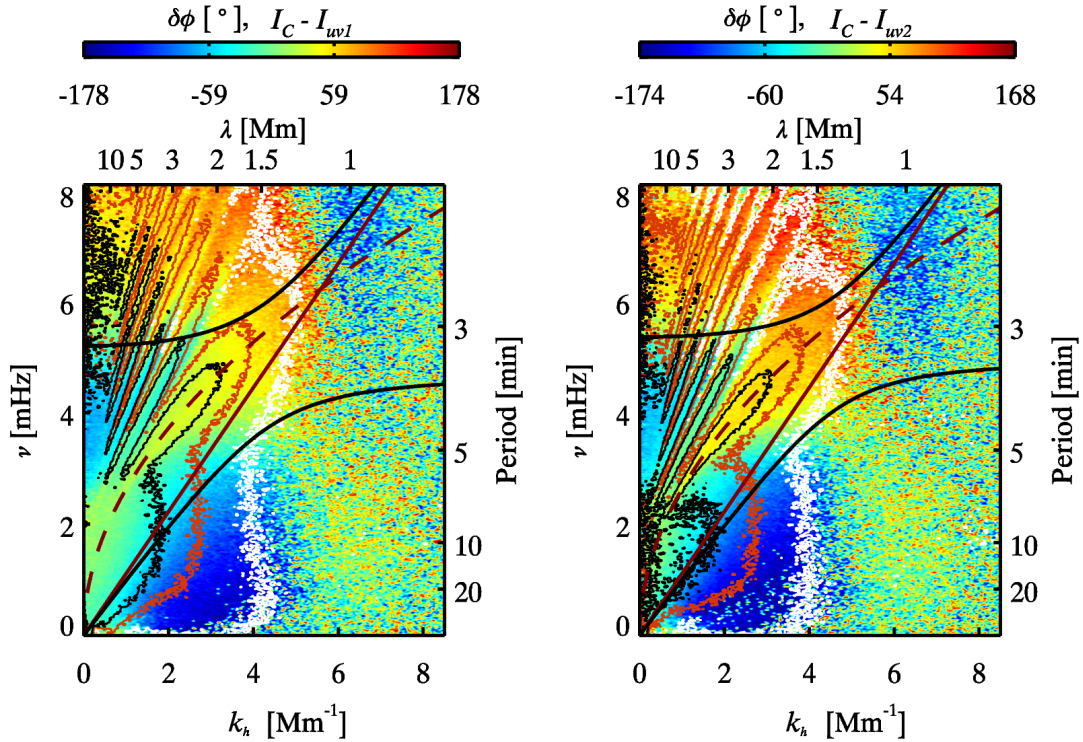 δϕ [ ° ], I_C - I_uv1
-178 -59 59 178
λ [Mm]
10 5 3 2 1.5 1
8
6
4
2
0
ν [mHz]
3
5
10
20
Period [min]
0 2 4 6 8
k_h [Mm⁻¹]
δϕ [ ° ], I_C - I_uv2
-174 -60 54 168
λ [Mm]
10 5 3 2 1.5 1
8
6
4
2
0
ν [mHz]
3
5
10
20
Period [min]
0 2 4 6 8
k_h [Mm⁻¹]